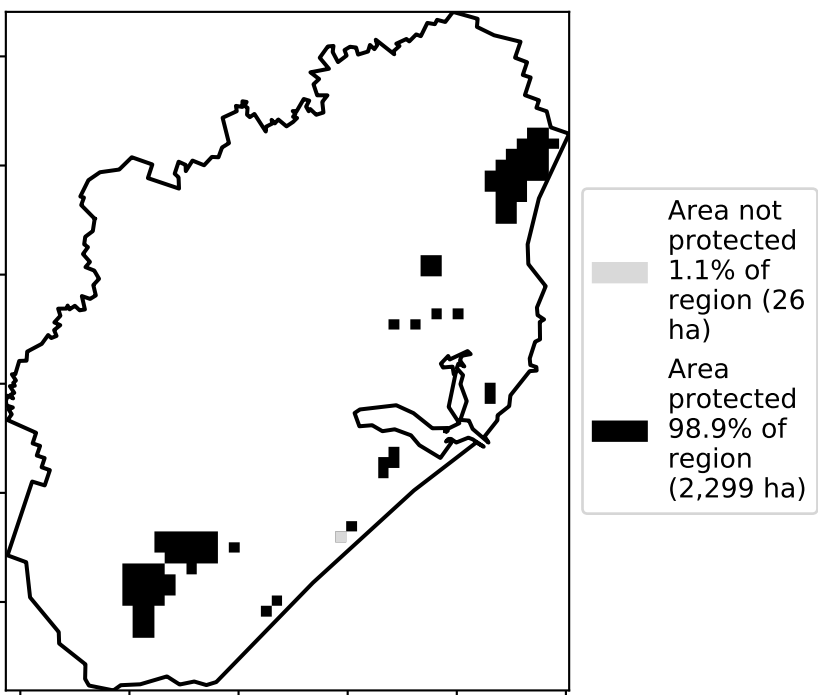 Area not
protected
1.1% of
region (26
ha)
Area
protected
98.9% of
region
(2,299 ha)